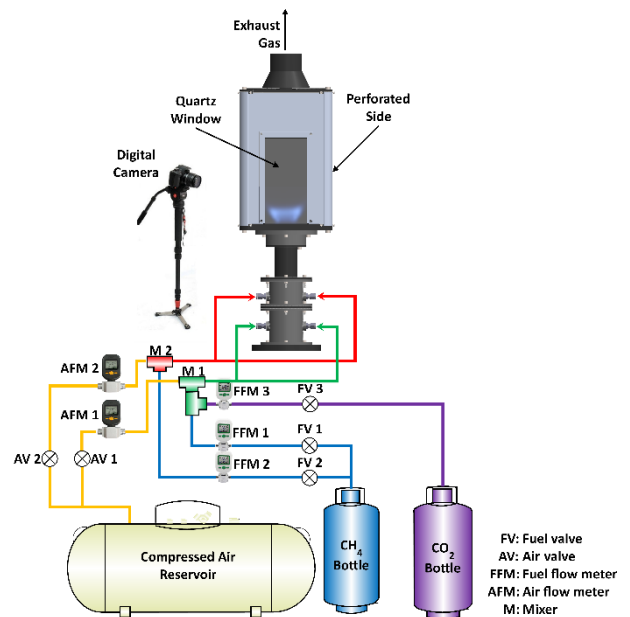 Exhaust
Gas
Quartz
Window
Perforated
Side
Digital
Camera
M 2
AFM 2
M 1
FFM 3
FV 3
AFM 1
FFM 1
FV 1
AV 2
AV 1
FFM 2
FV 2
Compressed Air
Reservoir
CH4
Bottle
CO2
Bottle
FV: Fuel valve
AV: Air valve
FFM: Fuel flow meter
AFM: Air flow meter
M: Mixer